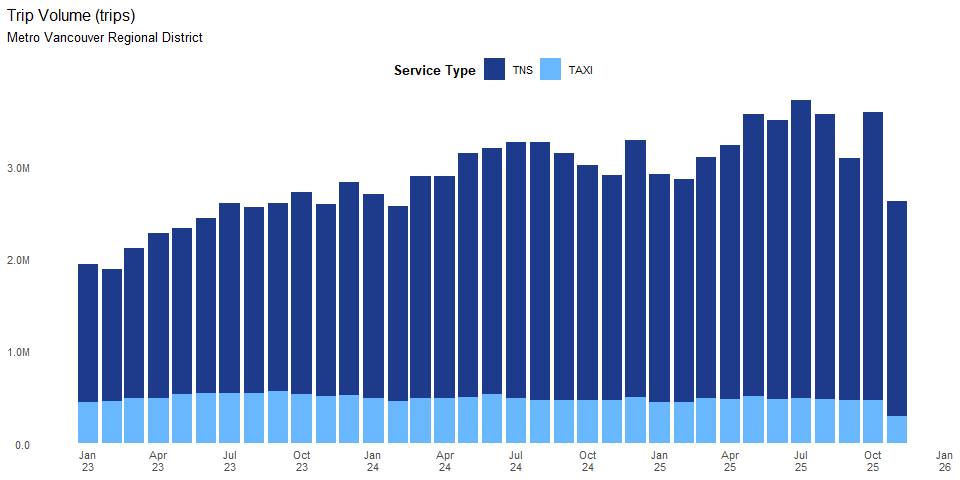 Trip Volume (trips)
Metro Vancouver Regional District
Service Type TNS TAXI
3.0M
2.0M
1.0M
0.0
Jan Apr Jul Oct Jan Apr Jul Oct Jan Apr Jul Oct Jan
23 23 23 23 24 24 24 24 25 25 25 25 26